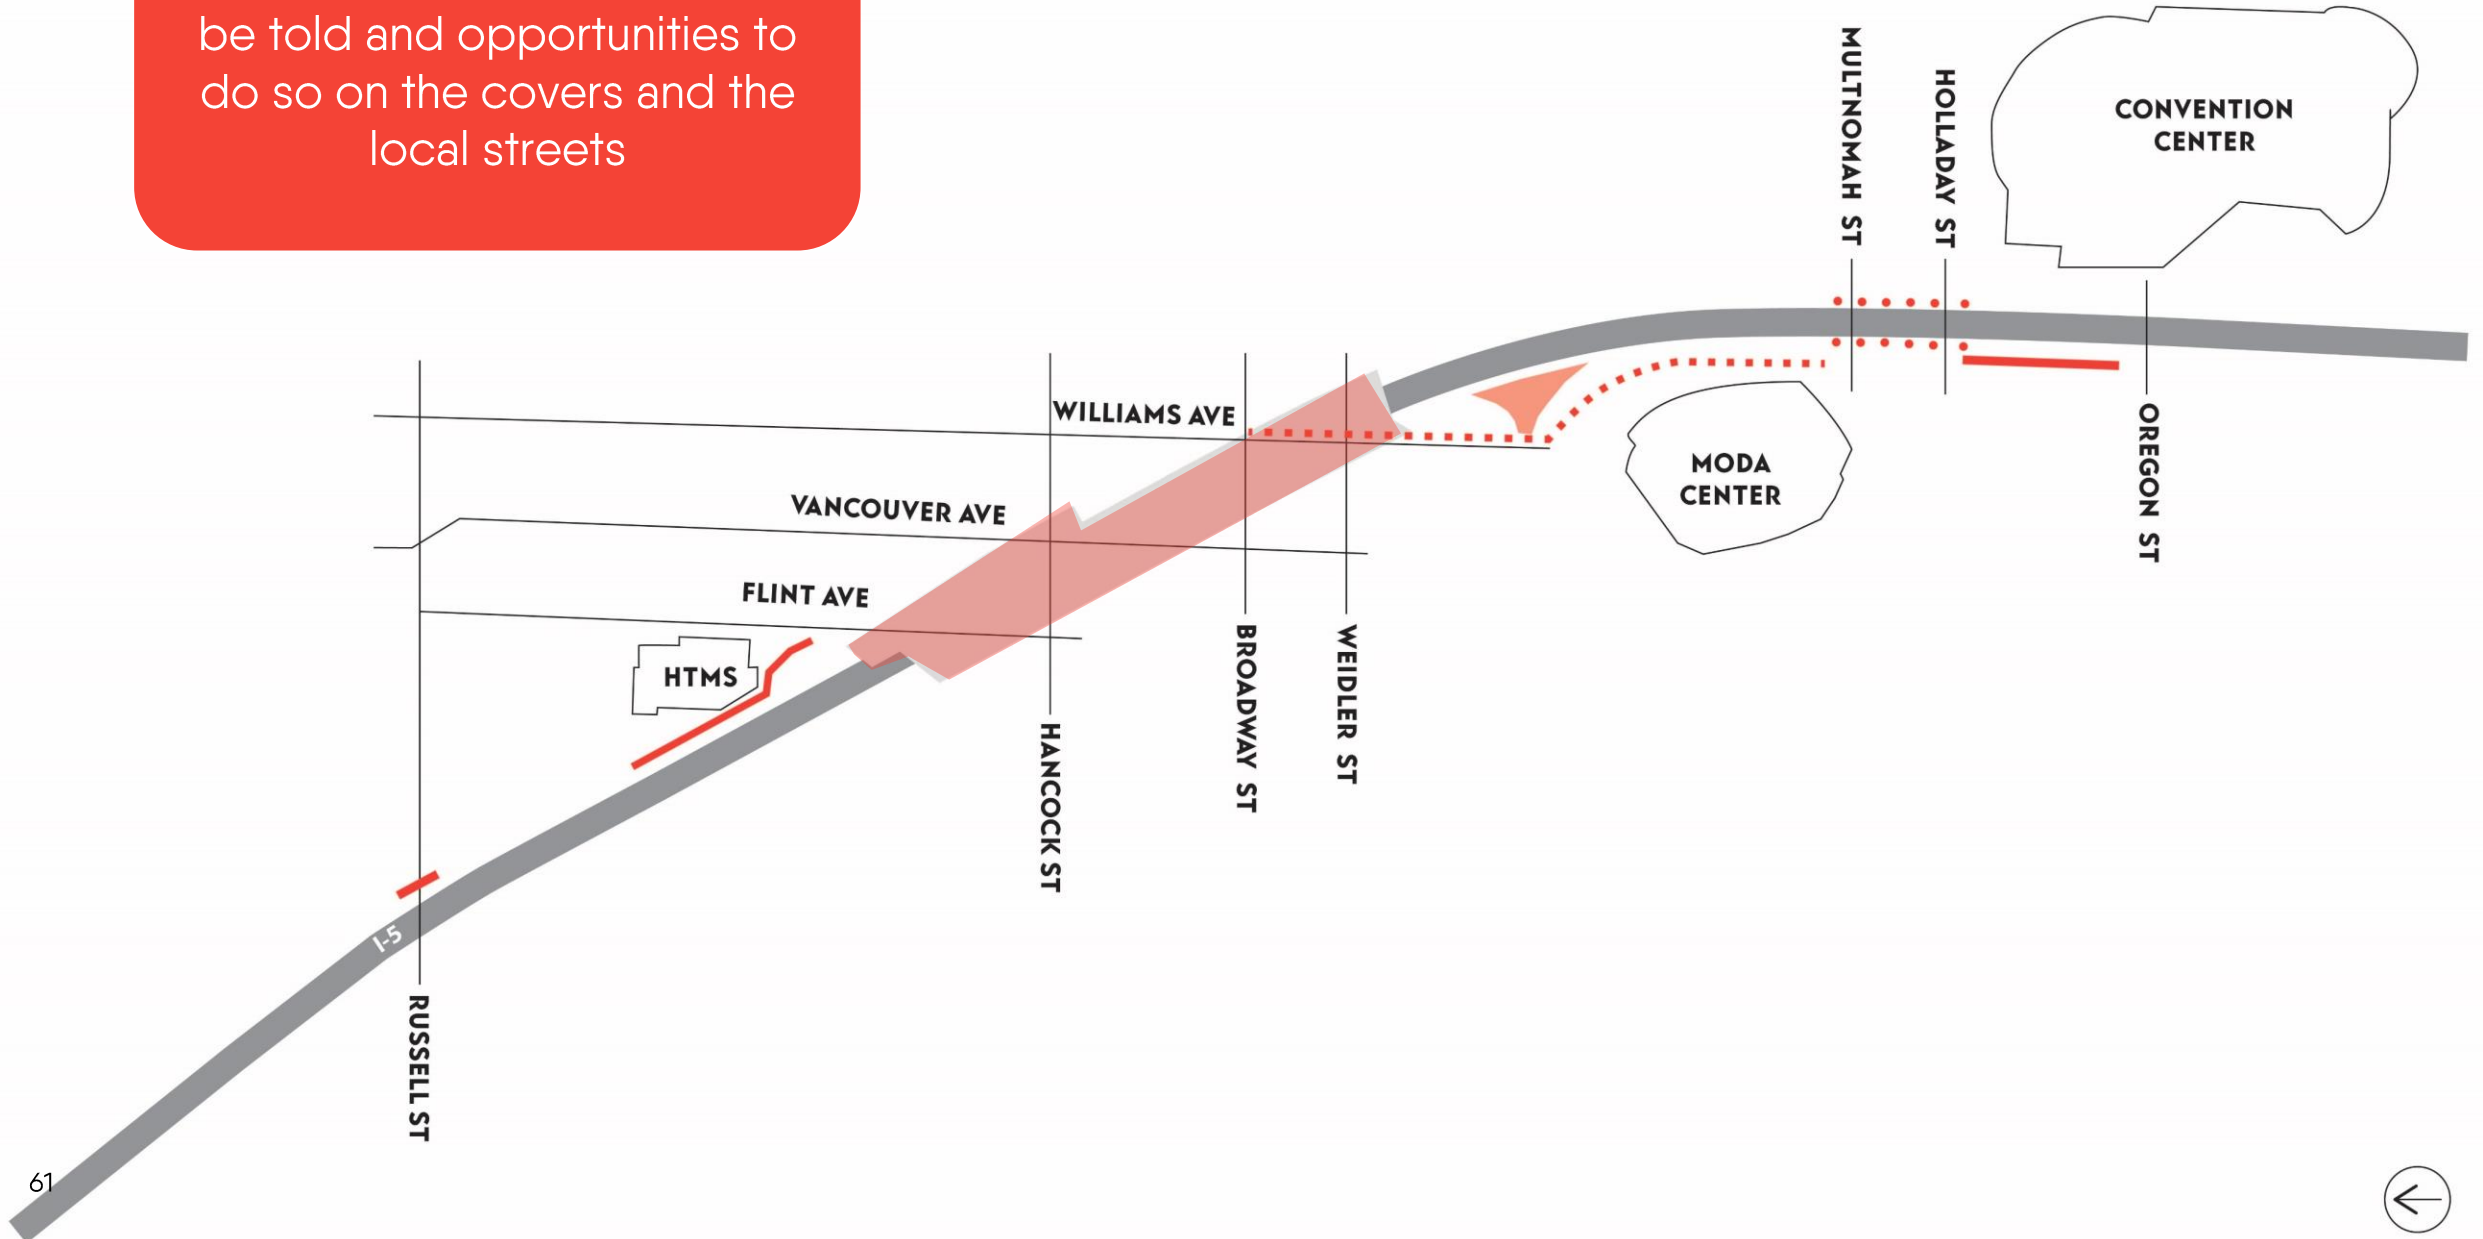 be told and opportunities to
do so on the covers and the
local streets
MULTNOMAH ST
HOLLADAY ST
CONVENTION
CENTER
WILLIAMS AVE
VANCOUVER AVE
FLINT AVE
HTMS
MODA
CENTER
OREGON ST
BROADWAY ST
WEIDLER ST
HANCOCK ST
I-5
RUSSELL ST
61